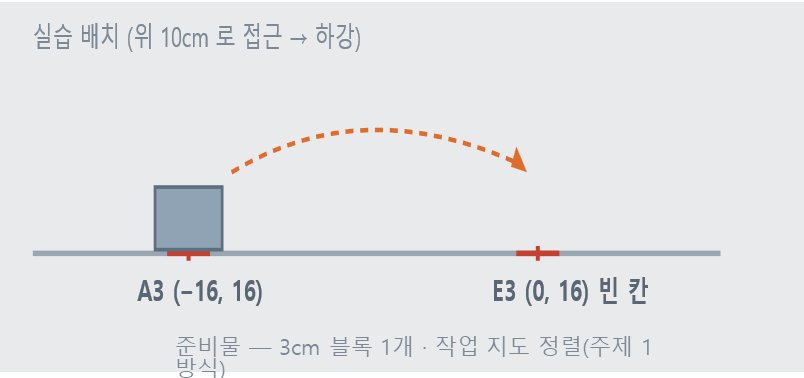 실습 배치 (위 10cm 로 접근 → 하강)
A3 (−16, 16)
E3 (0, 16) 빈 칸
준비물 — 3cm 블록 1개 · 작업 지도 정렬(주제 1
방식)